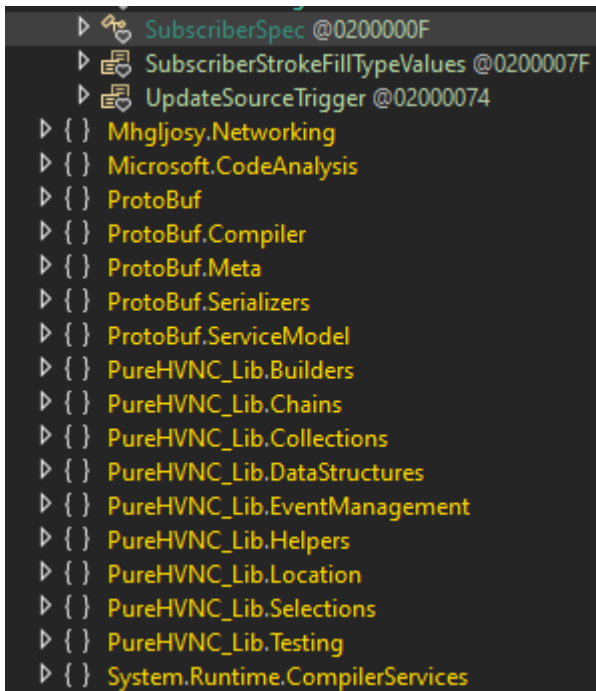 SubscriberSpec @0200000F
SubscriberStrokeFillTypeValues @0200007F
UpdateSourceTrigger @02000074
{ } Mhgljosy.Networking
{ } Microsoft.CodeAnalysis
{ } ProtoBuf
{ } ProtoBuf.Compiler
{ } ProtoBuf.Meta
{ } ProtoBuf.Serializers
{ } ProtoBuf.ServiceModel
{ } PureHVNC_Lib.Builders
{ } PureHVNC_Lib.Chains
{ } PureHVNC_Lib.Collections
{ } PureHVNC_Lib.DataStructures
{ } PureHVNC_Lib.EventManagement
{ } PureHVNC_Lib.Helpers
{ } PureHVNC_Lib.Location
{ } PureHVNC_Lib.Selections
{ } PureHVNC_Lib.Testing
{ } System.Runtime.CompilerServices